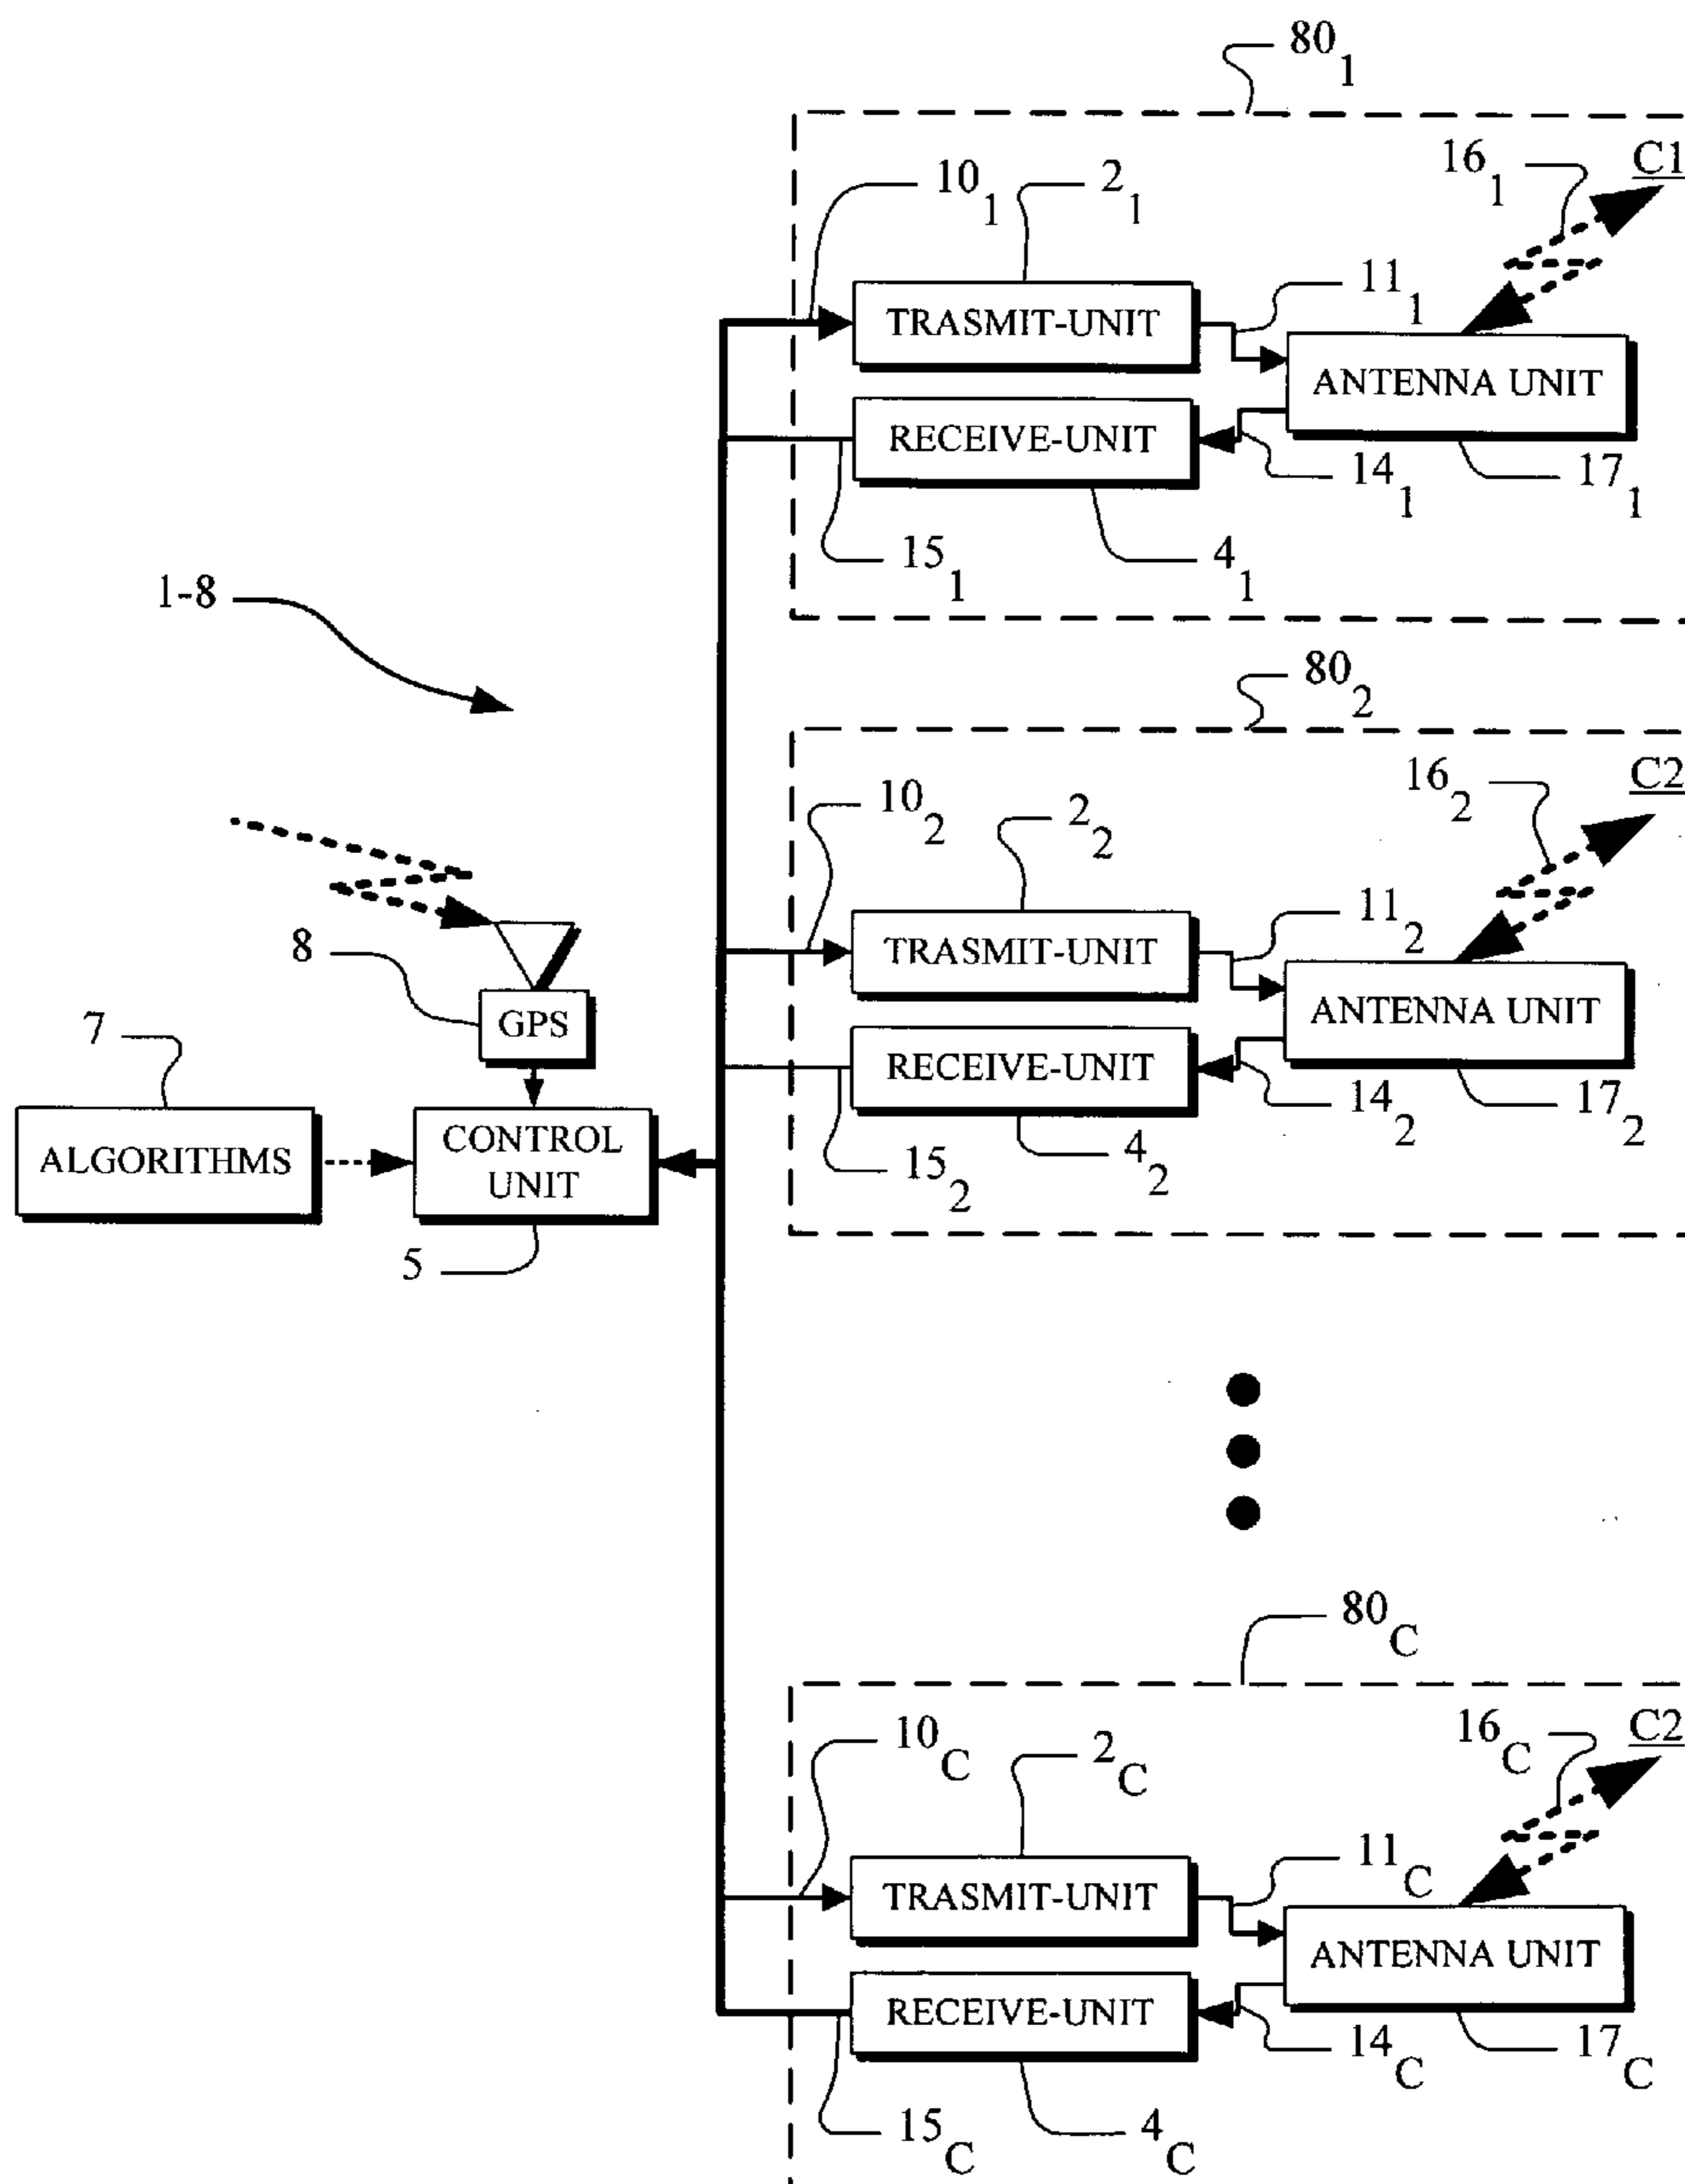 80 1
16 1
C1
10 1
2 1
11 1
TRASMIT-UNIT
ANTENNA UNIT
RECEIVE-UNIT
14 1
17 1
15 1
4 1
1-8
80 2
16 2
C2
10 2
2 2
11 2
TRASMIT-UNIT
8
ANTENNA UNIT
GPS
7
RECEIVE-UNIT
14 2
17 2
ALGORITHMS
CONTROL
UNIT
15 2
4 2
5
80 C
16 C
C2
10 C
2 C
11 C
TRASMIT-UNIT
ANTENNA UNIT
RECEIVE-UNIT
14 C
17 C
15 C
4 C